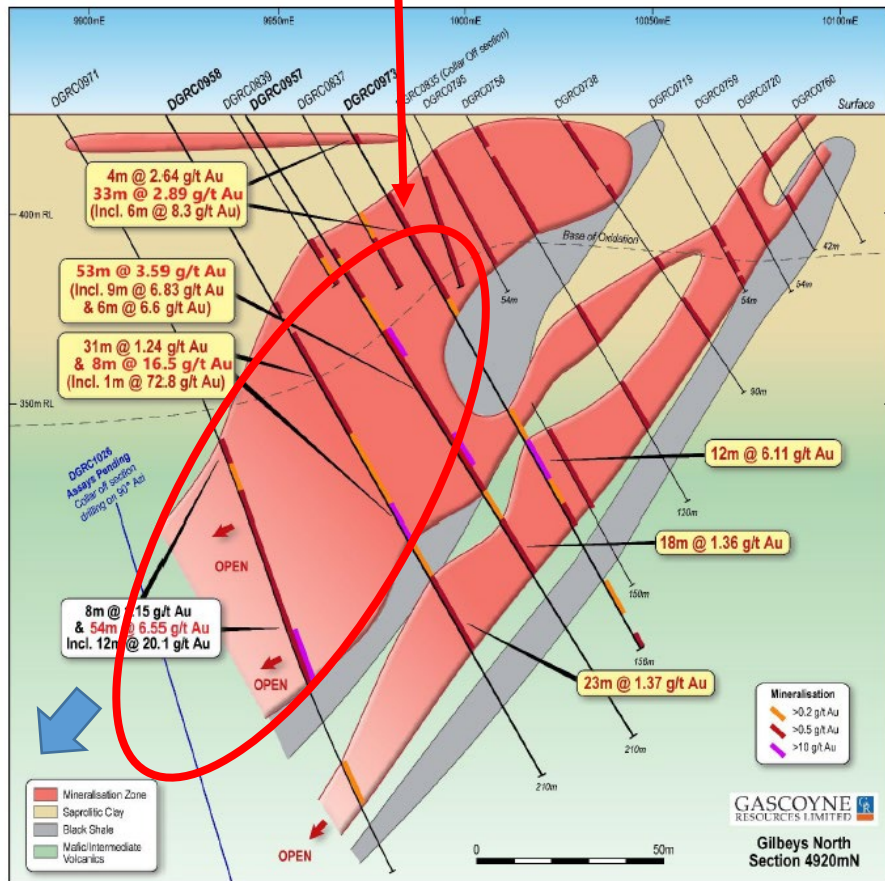 9900mE
9950mE
10000mE
10050mE
10100mE
DGRC0971
DGRC0958
DGRC0839
DGRC0957
DGRC0837
DGRC0973
DGRC0835 (Collar Off section)
DGRC0795
DGRC0756
DGRC0738
DGRC0719
DGRC0759
DGRC0720
DGRC0760
Surface
4m @ 2.64 g/t Au
33m @ 2.89 g/t Au
(Incl. 6m @ 8.3 g/t Au)
400m RL
Base of Oxidation
42m
53m @ 3.59 g/t Au
(Incl. 9m @ 6.83 g/t Au
& 6m @ 6.6 g/t Au)
54m
54m
54m
31m @ 1.24 g/t Au
& 8m @ 16.5 g/t Au
(Incl. 1m @ 72.8 g/t Au)
350m RL
90m
DGRC1026
Assays Pending
Collar off section
drilling on 90° Azi
12m @ 6.11 g/t Au
120m
OPEN
18m @ 1.36 g/t Au
150m
8m @ .15 g/t Au
& 54m @ 6.55 g/t Au
Incl. 12m @ 20.1 g/t Au
156m
OPEN
23m @ 1.37 g/t Au
Mineralisation
>0.2 g/t Au
>0.5 g/t Au
>10 g/t Au
210m
210m
Mineralisation Zone
Saprolitic Clay
Black Shale
Mafic/Intermediate
Volcanics
OPEN
0
50m
GASCOYNE
RESOURCES LIMITED
GR
Gilbeys North
Section 4920mN